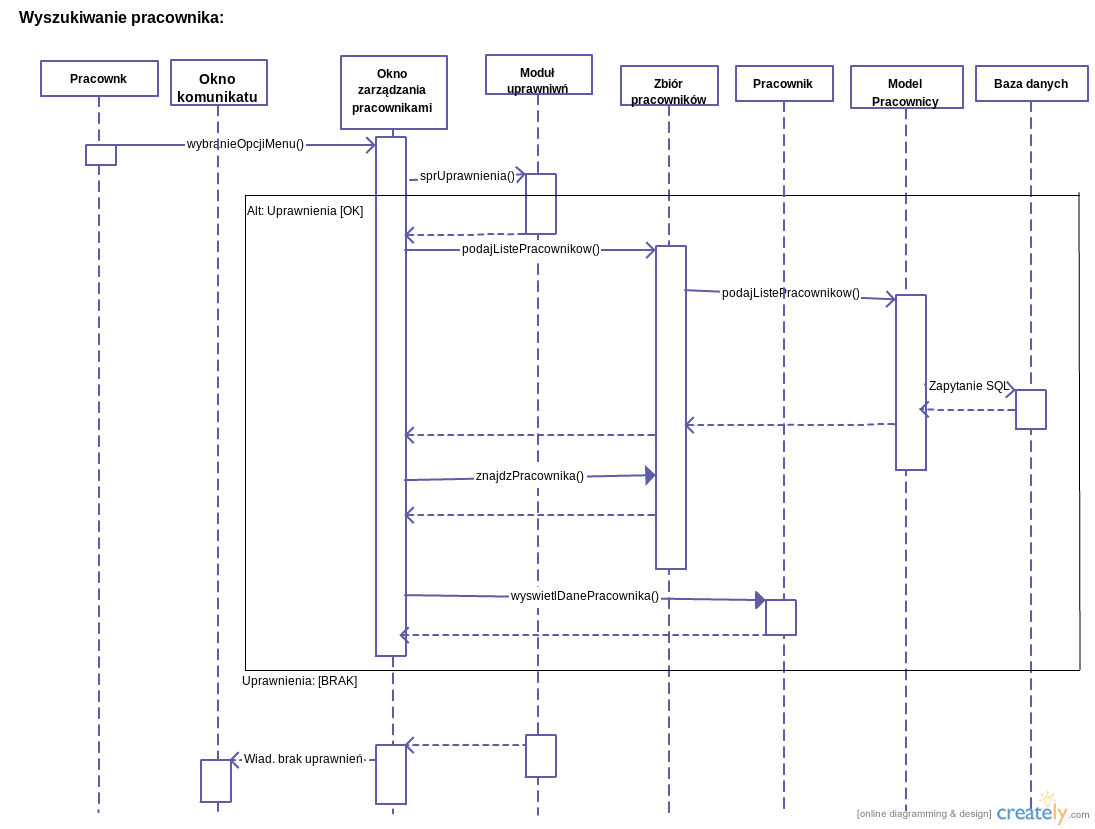 Wyszukiwanie pracownika:
Pracownk
Okno
komunikatu
Okno
zarządzania
pracownikami
Moduł
uprawniwń
Zbiór
pracowników
Pracownik
Model
Pracownicy
Baza danych
wybranieOpcjiMenu()
sprUprawnienia()
Alt: Uprawnienia [OK]
podajListePracownikow()
podajListePracownikow()
Zapytanie SQL
znajdzPracownika()
wyswietlDanePracownika()
Uprawnienia: [BRAK]
Wiad. brak uprawnień
[online diagramming & design] creately.com